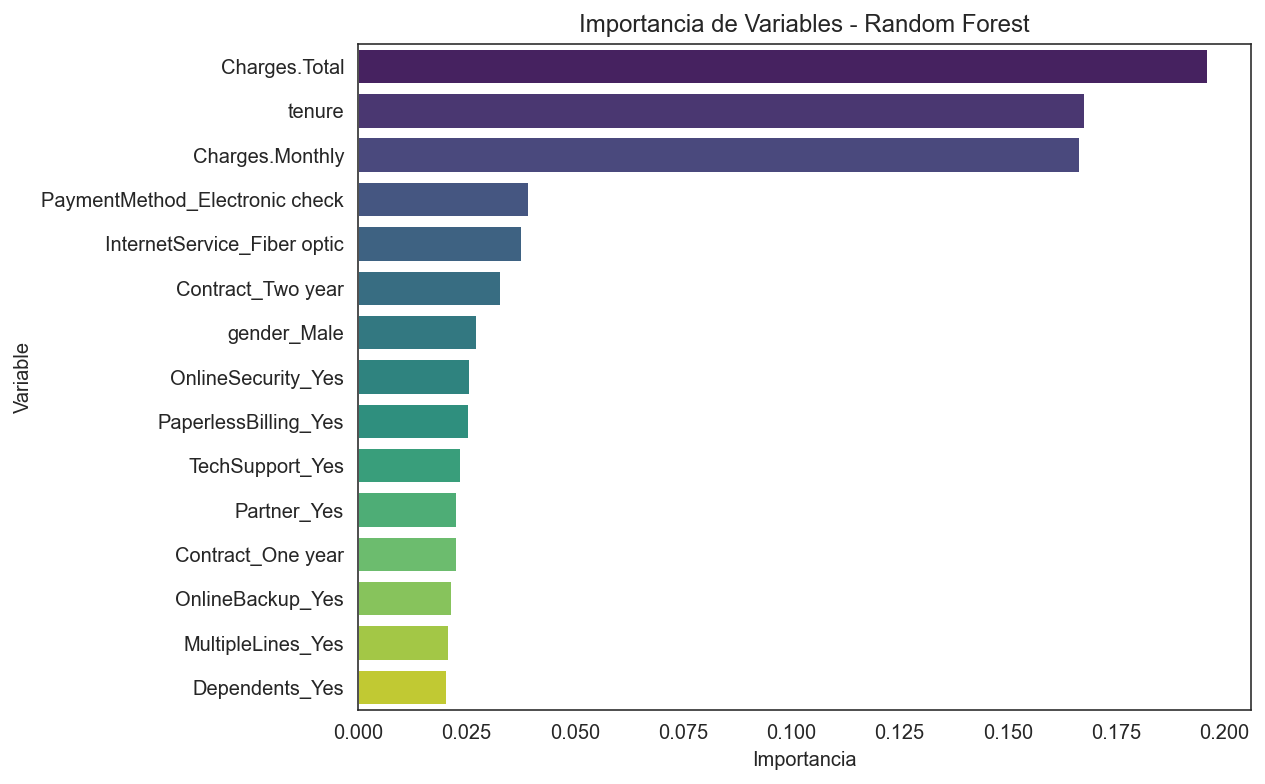 Importancia de Variables - Random Forest
Variable
Charges.Total
tenure
Charges.Monthly
PaymentMethod_Electronic check
InternetService_Fiber optic
Contract_Two year
gender_Male
OnlineSecurity_Yes
PaperlessBilling_Yes
TechSupport_Yes
Partner_Yes
Contract_One year
OnlineBackup_Yes
MultipleLines_Yes
Dependents_Yes
0.000 0.025 0.050 0.075 0.100 0.125 0.150 0.175 0.200
Importancia